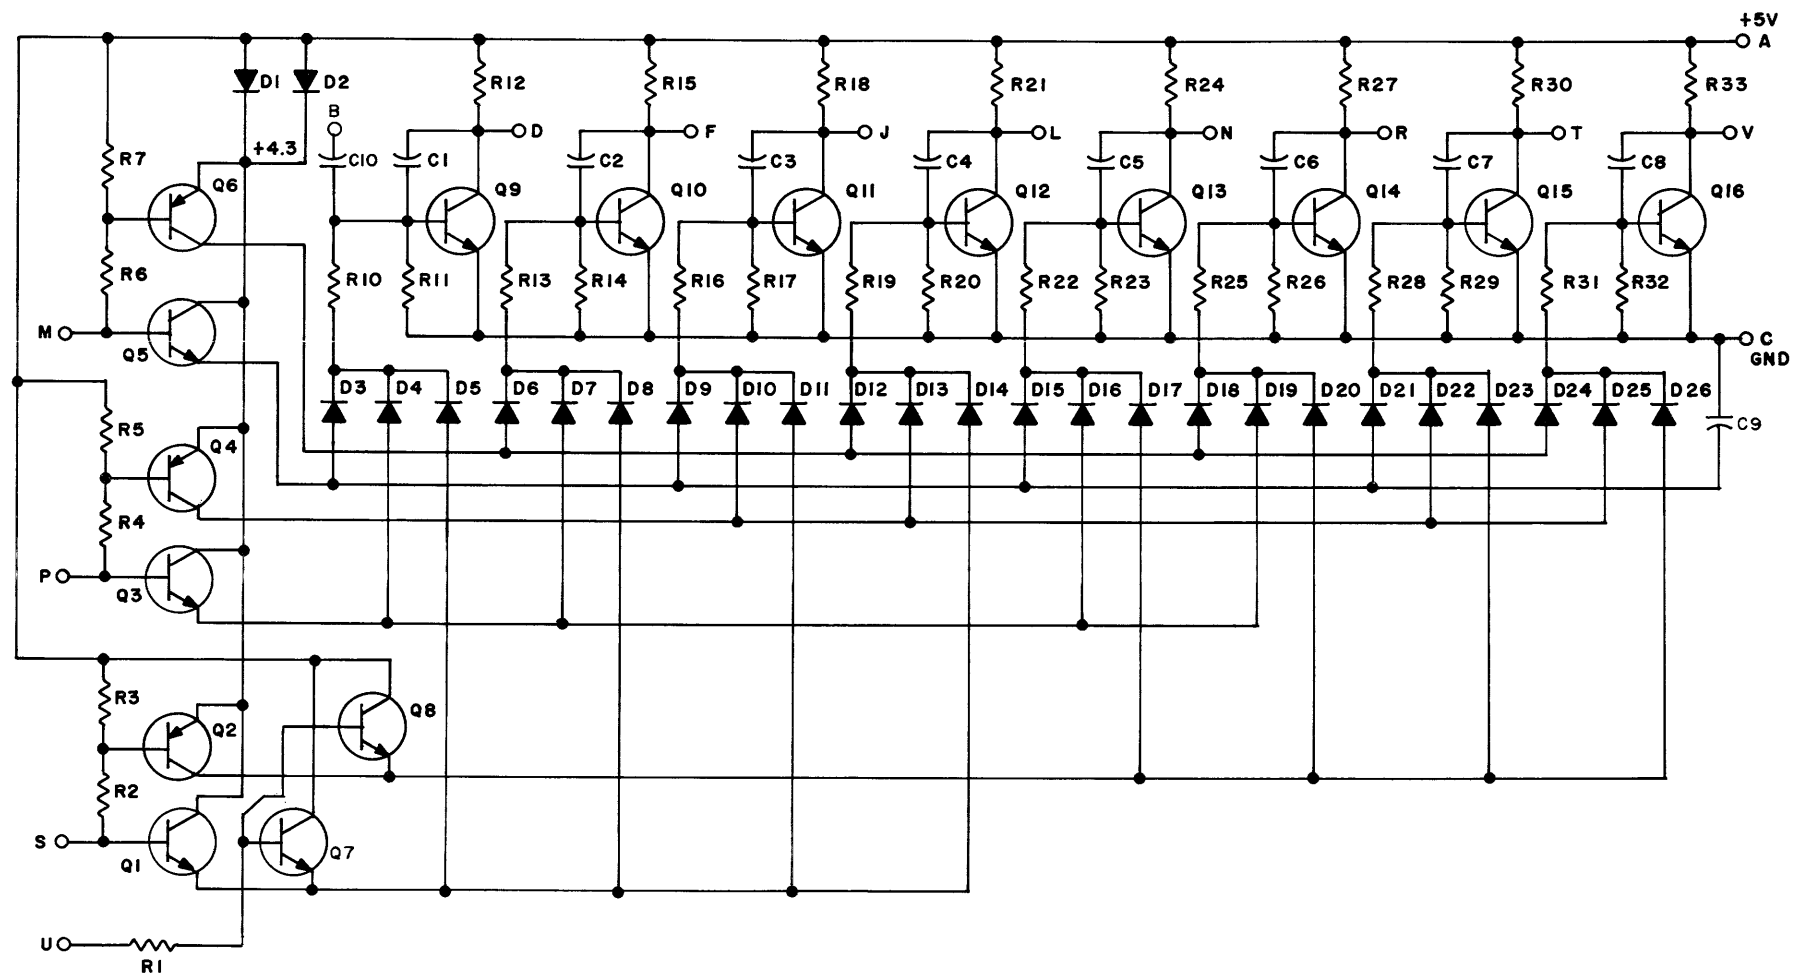 +5V
A
D1 D2
R12 R15 R18 R21 R24 R27 R30 R33
B
D F J L N R T V
R7
+4.3
C10 C1 C2 C3 C4 C5 C6 C7 C8
Q6 Q9 Q10 Q11 Q12 Q13 Q14 Q15 Q16
R6 R10 R11 R13 R14 R16 R17 R19 R20 R22 R23 R25 R26 R28 R29 R31 R32
M
Q5
C
GND
D3 D4 D5 D6 D7 D8 D9 D10 D11 D12 D13 D14 D15 D16 D17 D18 D19 D20 D21 D22 D23 D24 D25 D26
R5
C9
Q4
R4
P
Q3
R3
Q8
Q2
R2
S
Q1
Q7
U
R1